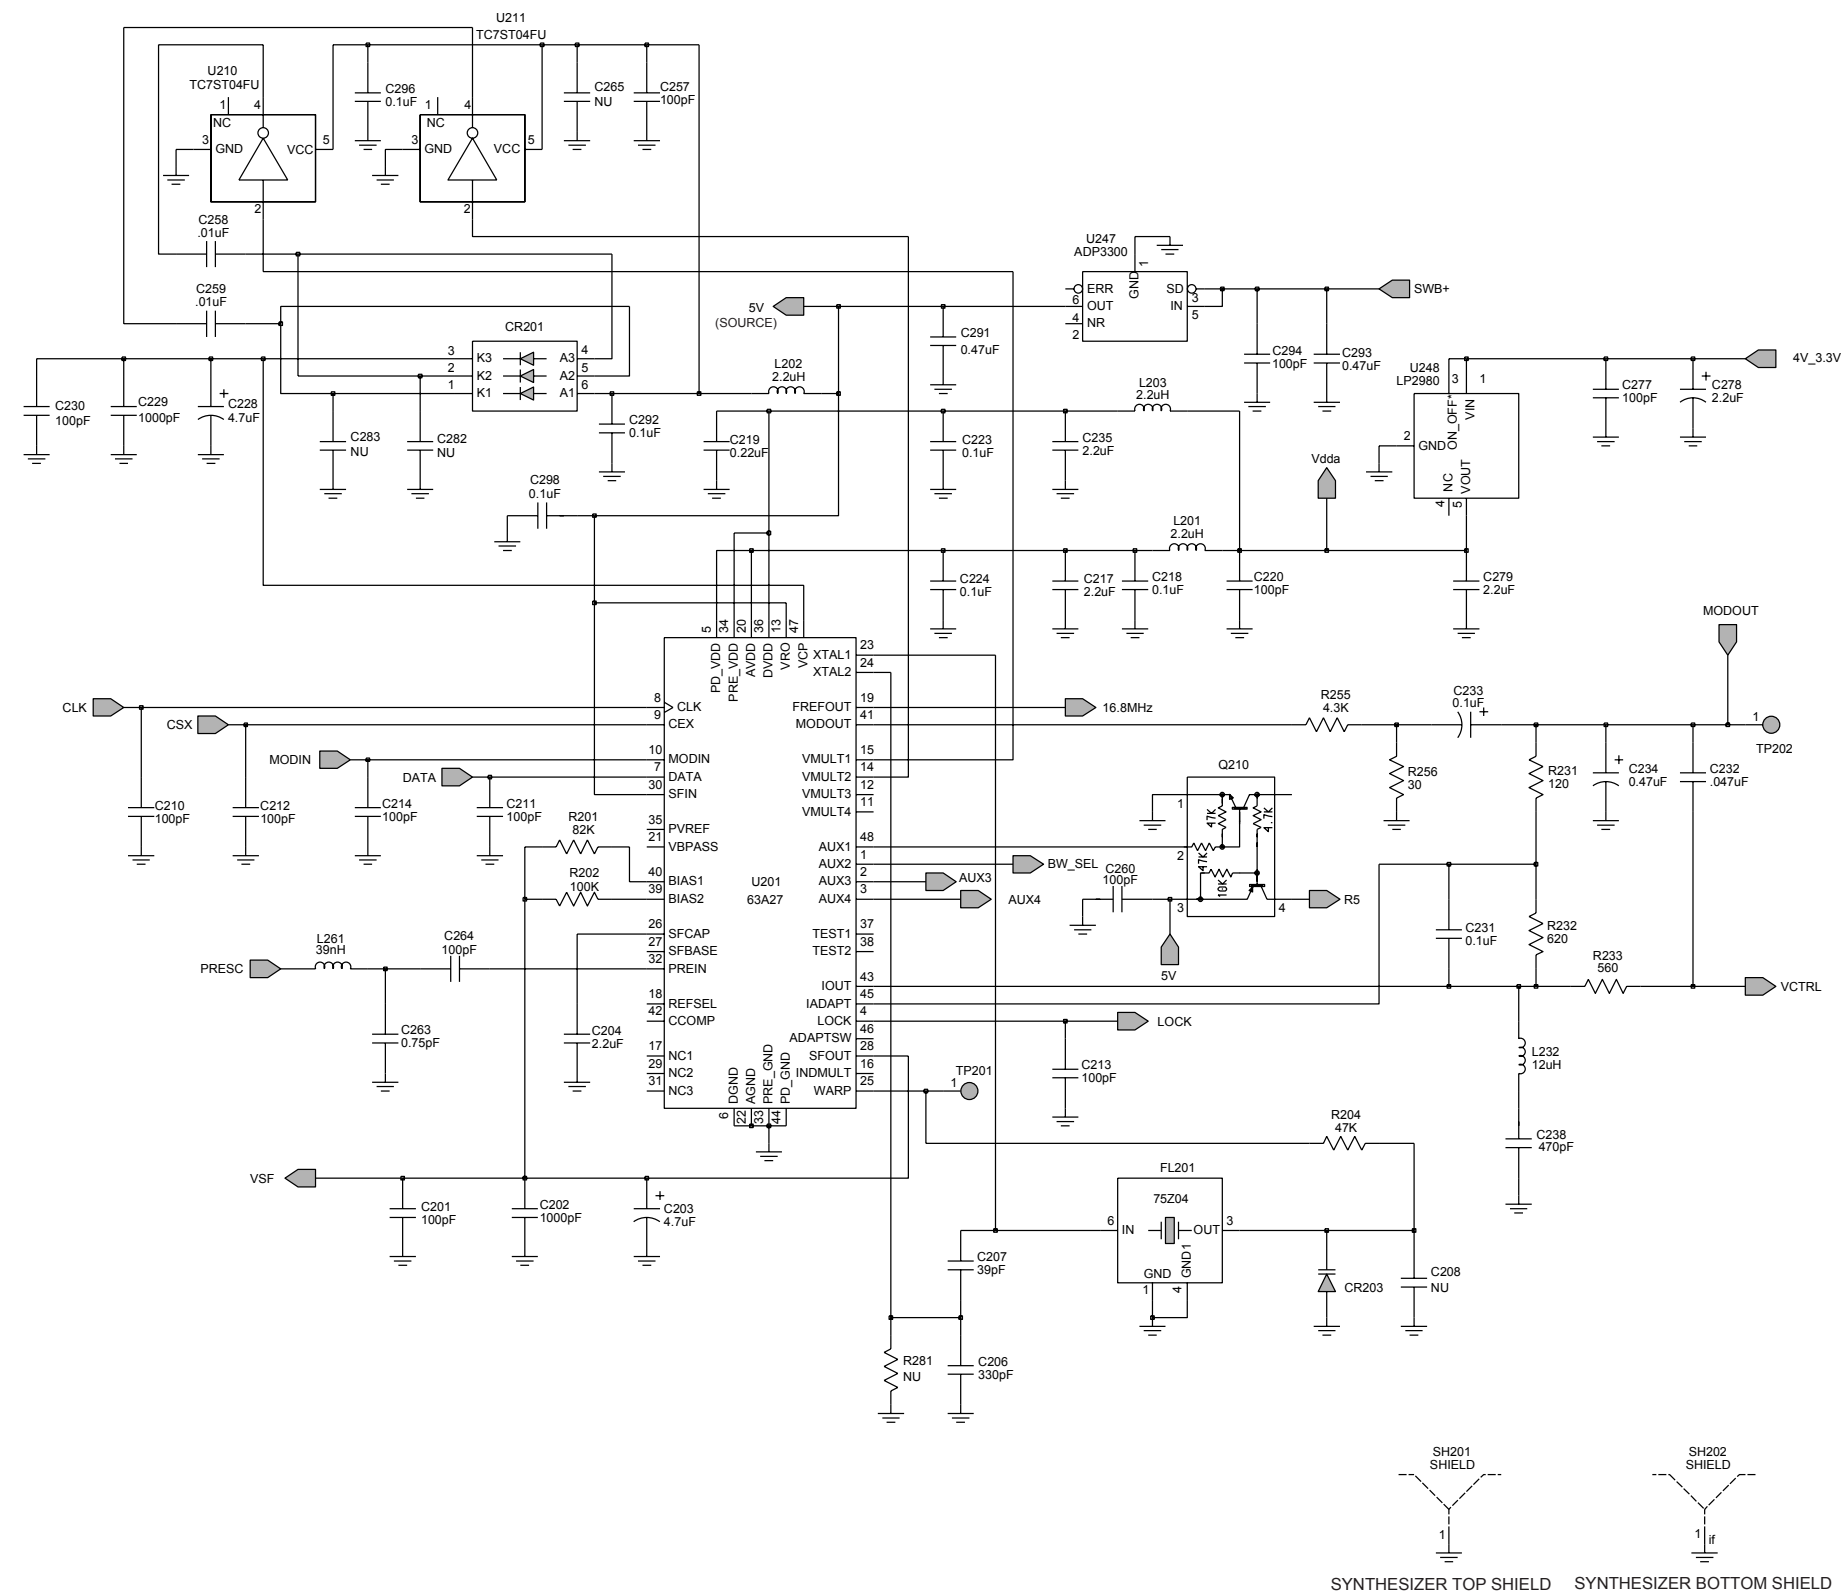 U211
TC7ST04FU
U210
TC7ST04FU
1
4
NC
3
GND
VCC
5
2
C296
0.1uF
1
4
NC
3
GND
VCC
5
2
C265
NU
C257
100pF
C258
.01uF
C259
.01uF
U247
ADP3300
GND
1
ERR
6
OUT
4
NR
2
SD
3
IN
5
SWB+
5V
(SOURCE)
C291
0.47uF
C294
100pF
C293
0.47uF
CR201
3
K3
2
K2
1
K1
A3
4
A2
5
A1
6
L202
2.2uH
L203
2.2uH
U248
LP2980
3
1
ON_OFF*
VIN
2
GND
NC
VOUT
4
5
4V_3.3V
C277
100pF
C278
2.2uF
+
C230
100pF
C229
1000pF
+
C228
4.7uF
C283
NU
C282
NU
C292
0.1uF
C219
0.22uF
C223
0.1uF
C235
2.2uF
C298
0.1uF
Vdda
L201
2.2uH
C224
0.1uF
C217
2.2uF
C218
0.1uF
C220
100pF
C279
2.2uF
5
34
20
36
13
47
PD_VDD
PRE_VDD
AVDD
DVDD
VRO
VCP
XTAL1
23
XTAL2
24
MODOUT
CLK
8
CLK
CSX
9
CEX
MODIN
10
MODIN
DATA
7
DATA
30
SFIN
FREFOUT
19
16.8MHz
MODOUT
41
R255
4.3K
C233
0.1uF
+
1
TP202
VMULT1
15
VMULT2
14
VMULT3
12
VMULT4
11
Q210
1
47K
4.7K
2
47K
10K
3
4
R256
30
R231
120
+
C234
0.47uF
C232
.047uF
C210
100pF
C212
100pF
C214
100pF
C211
100pF
R201
82K
R202
100K
35
PVREF
21
VBPASS
40
BIAS1
39
BIAS2
U201
63A27
AUX1
48
AUX2
1
BW_SEL
AUX3
2
AUX3
AUX4
3
AUX4
C260
100pF
R5
5V
26
SFCAP
27
SFBASE
32
PREIN
TEST1
37
TEST2
38
PRESC
L261
39nH
C264
100pF
C231
0.1uF
R232
620
R233
560
IOUT
43
IADAPT
45
LOCK
4
LOCK
VCTRL
18
REFSEL
42
CCOMP
17
NC1
29
NC2
31
NC3
ADAPTSW
46
SFOUT
28
INDMULT
16
WARP
25
C263
0.75pF
C204
2.2uF
DGND
AGND
PRE_GND
PD_GND
6
22
33
44
1
TP201
C213
100pF
L232
12uH
R204
47K
C238
470pF
VSF
C201
100pF
C202
1000pF
+
C203
4.7uF
FL201
75Z04
6
IN
OUT
3
GND
GND1
1
4
C207
39pF
CR203
C208
NU
R281
NU
C206
330pF
SH201
SHIELD
1
SH202
SHIELD
1
if
SYNTHESIZER TOP SHIELD
SYNTHESIZER BOTTOM SHIELD